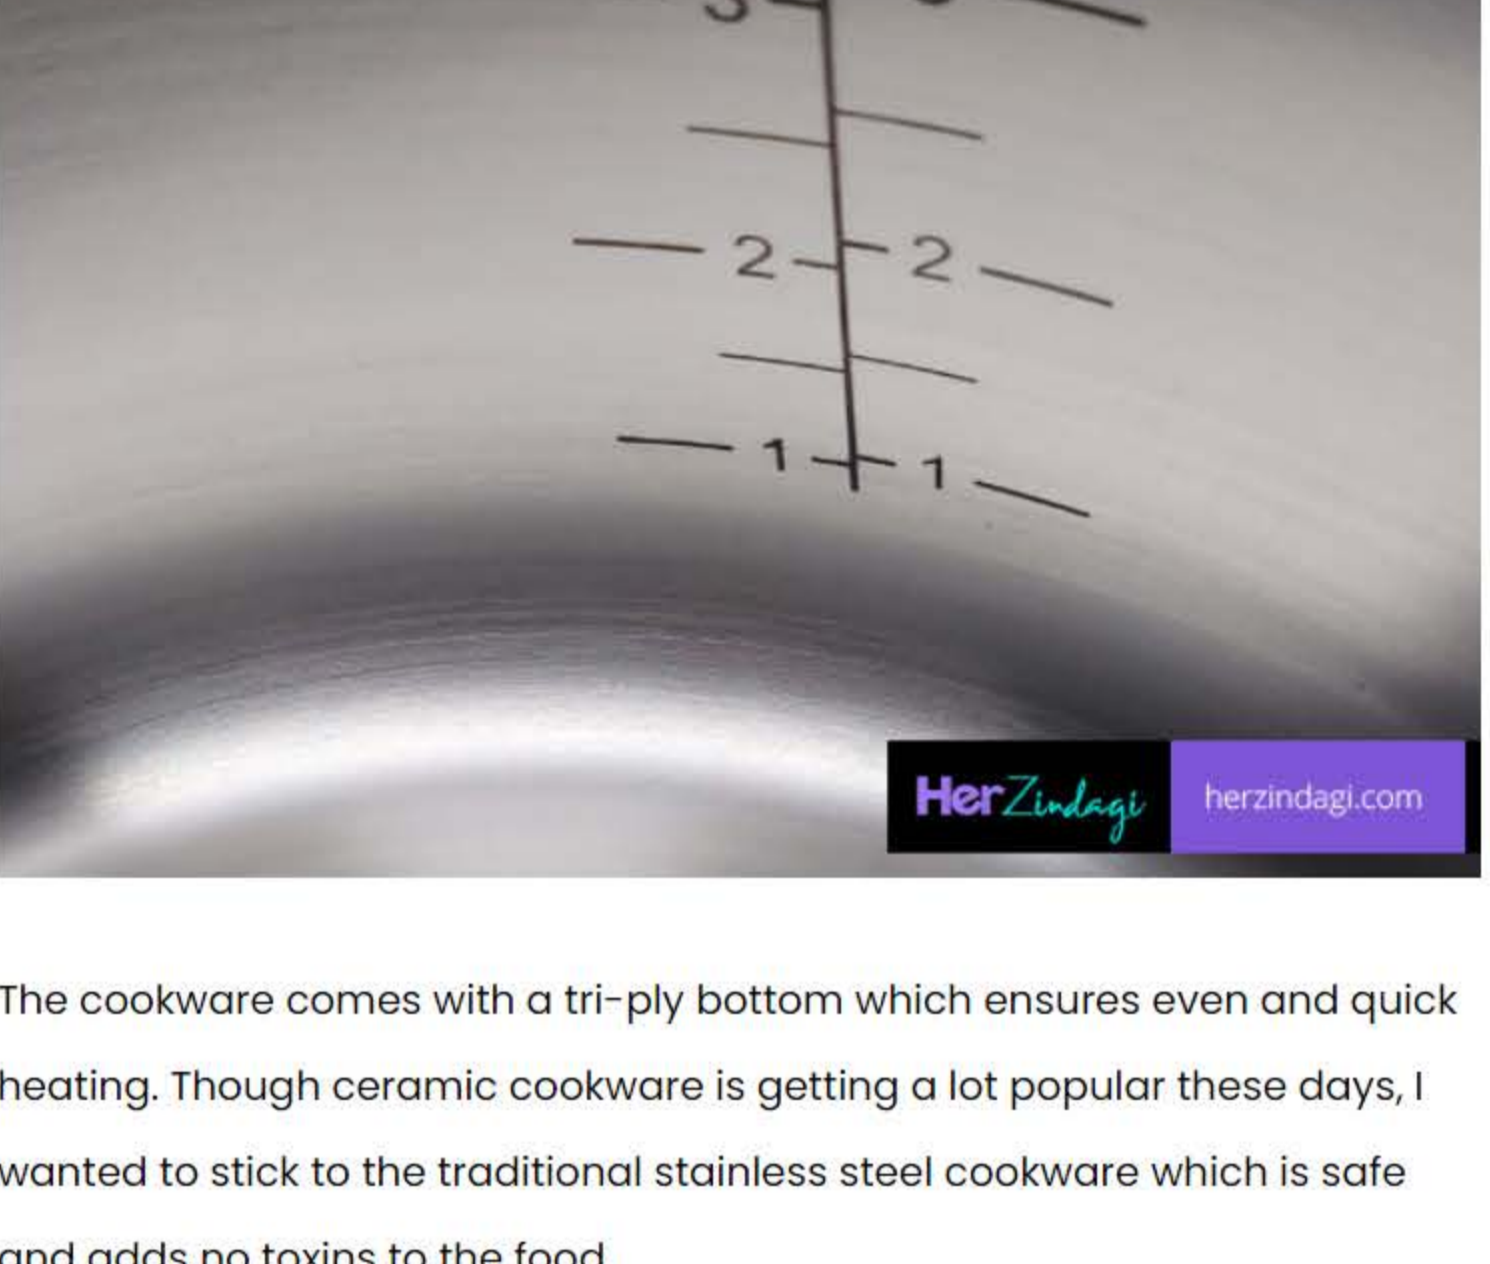 3
2 2
1 1
HerZindagi herzindagi.com
The cookware comes with a tri-ply bottom which ensures even and quick
heating. Though ceramic cookware is getting a lot popular these days, I
wanted to stick to the traditional stainless steel cookware which is safe
and adds no toxins to the food